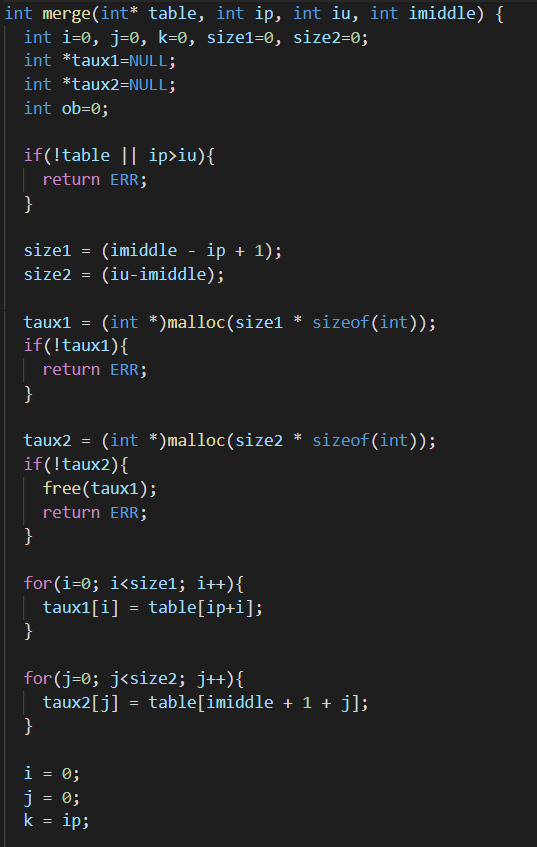 int merge(int* table, int ip, int iu, int imiddle) {
int i=0, j=0, k=0, size1=0, size2=0;
int *taux1=NULL;
int *taux2=NULL;
int ob=0;
if(!table || ip>iu){
return ERR;
}
size1 = (imiddle - ip + 1);
size2 = (iu-imiddle);
taux1 = (int *)malloc(size1 * sizeof(int));
if(!taux1){
return ERR;
}
taux2 = (int *)malloc(size2 * sizeof(int));
if(!taux2){
free(taux1);
return ERR;
}
for(i=0; i<size1; i++){
taux1[i] = table[ip+i];
}
for(j=0; j<size2; j++){
taux2[j] = table[imiddle + 1 + j];
}
i = 0;
j = 0;
k = ip;